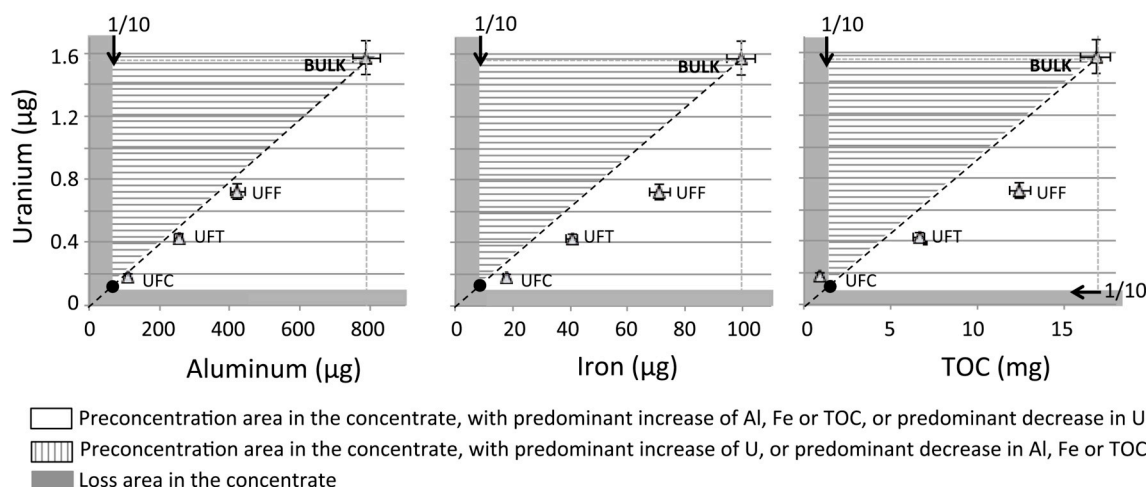 1/10
1/10
1/10
Uranium (µg)
1.6
1.2
0.8
0.4
0
BULK
UFF
UFT
UFC
0 200 400 600 800
Aluminum (µg)
BULK
UFF
UFT
UFC
0 20 40 60 80 100
Iron (µg)
BULK
UFF
UFT
UFC
1/10
0 5 10 15
TOC (mg)
Preconcentration area in the concentrate, with predominant increase of Al, Fe or TOC, or predominant decrease in U
Preconcentration area in the concentrate, with predominant increase of U, or predominant decrease in Al, Fe or TOC
Loss area in the concentrate